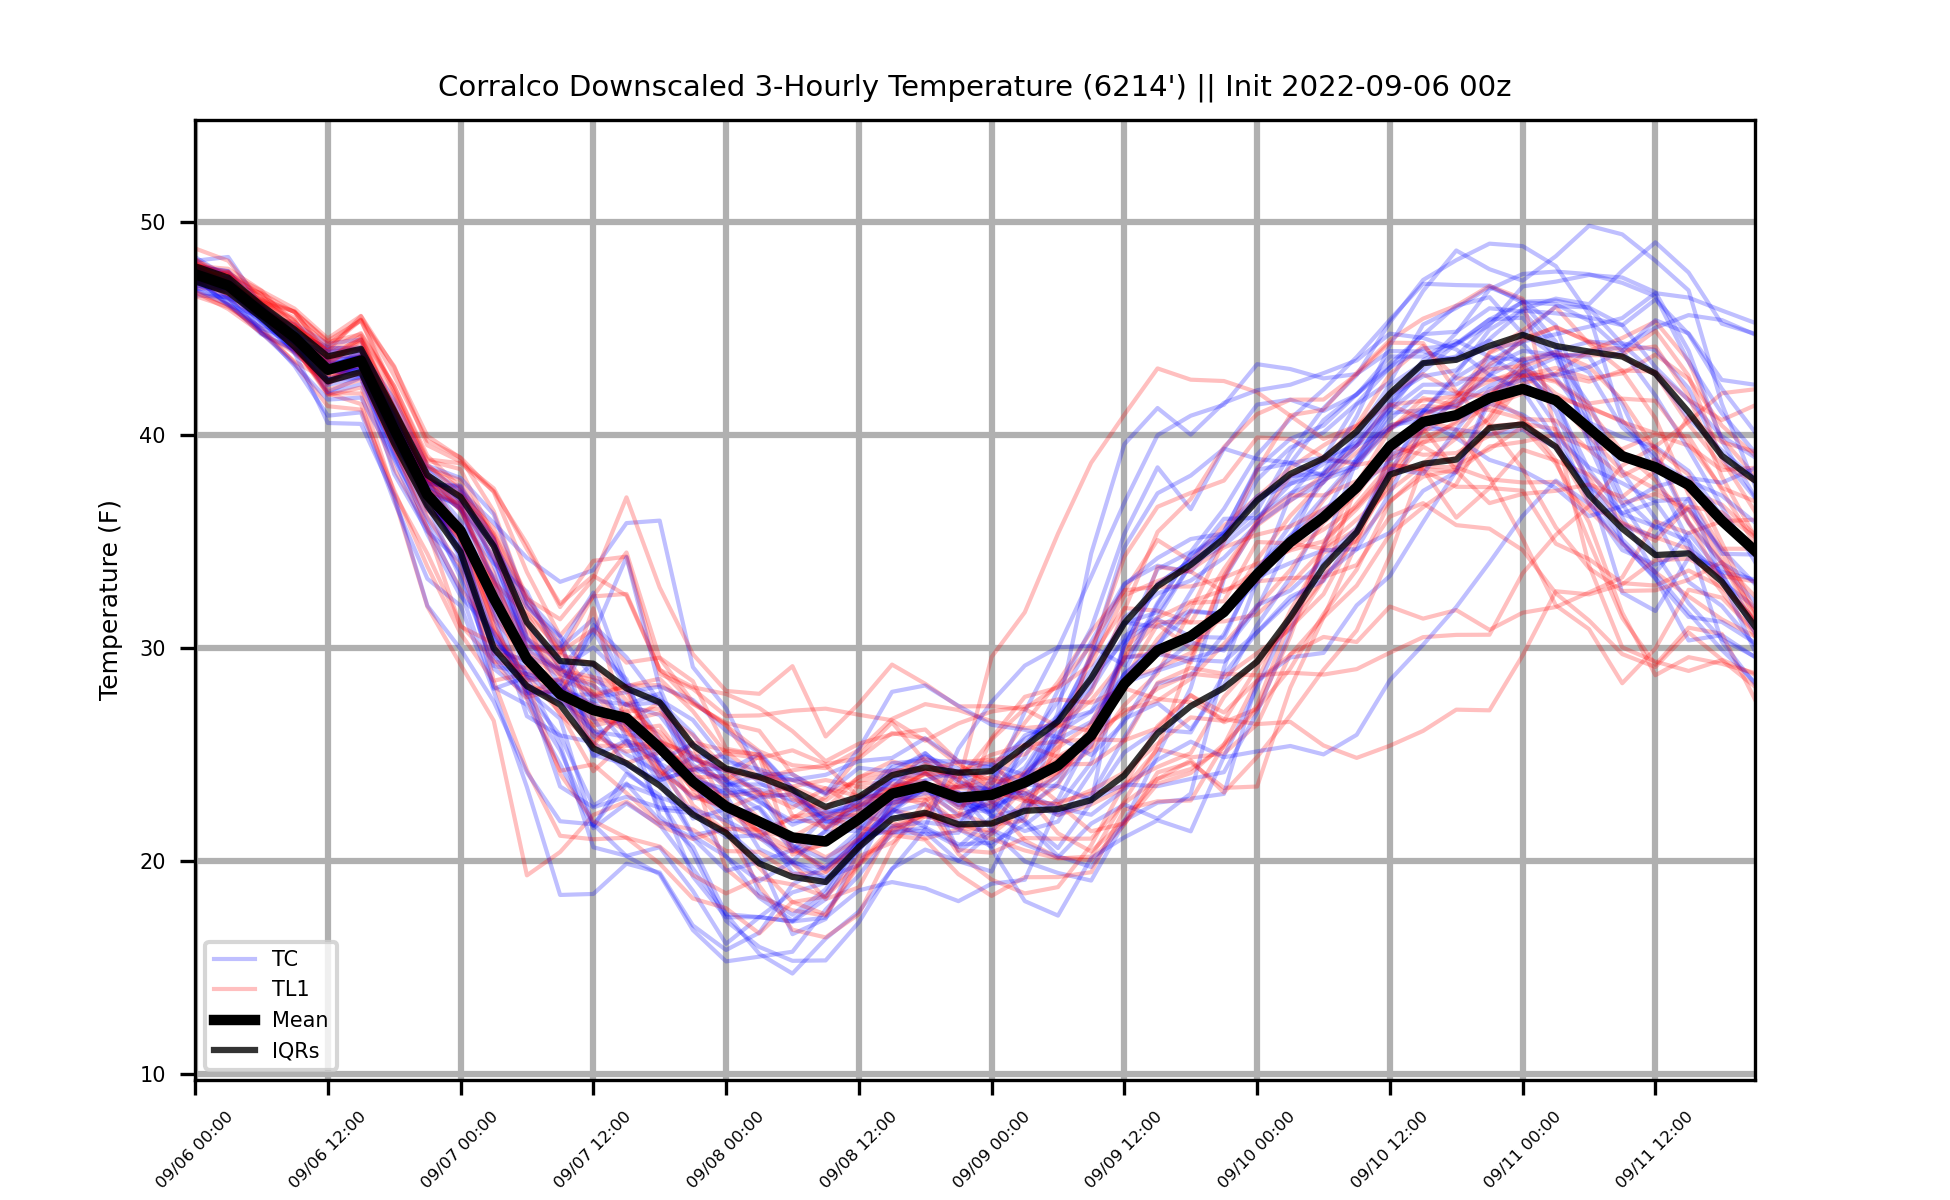 Corralco Downscaled 3-Hourly Temperature (6214') || Init 2022-09-06 00z
Temperature (F)
50
40
30
20
10
TC
TL1
Mean
IQRs
09/06 00:00
09/06 12:00
09/07 00:00
09/07 12:00
09/08 00:00
09/08 12:00
09/09 00:00
09/09 12:00
09/10 00:00
09/10 12:00
09/11 00:00
09/11 12:00